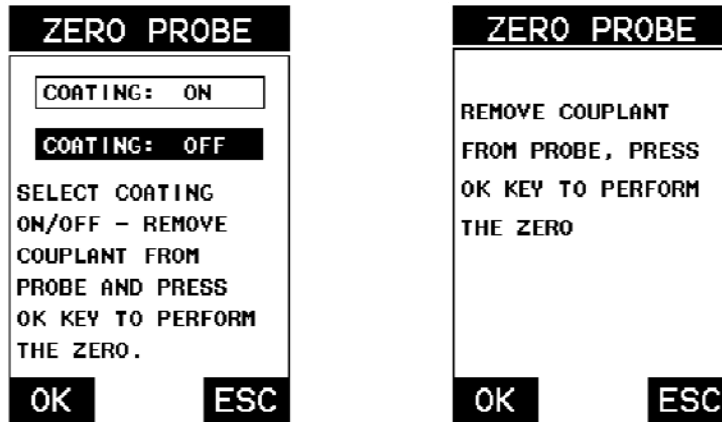 ZERO PROBE
COATING: ON
COATING: OFF
SELECT COATING
ON/OFF - REMOVE
COUPLANT FROM
PROBE AND PRESS
OK KEY TO PERFORM
THE ZERO.
OK ESC
ZERO PROBE
REMOVE COUPLANT
FROM PROBE, PRESS
OK KEY TO PERFORM
THE ZERO
OK ESC